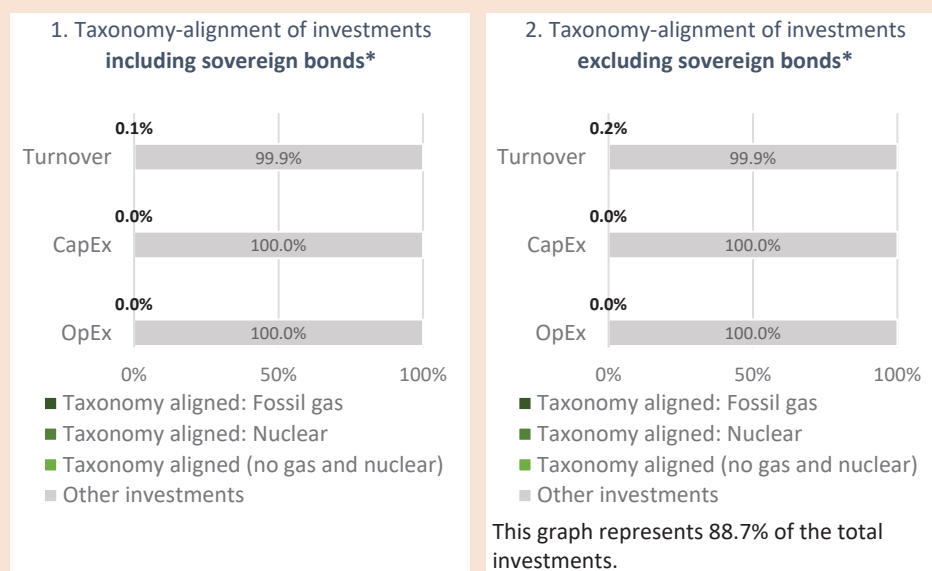 1. Taxonomy-alignment of investments
including sovereign bonds*
0.1%
Turnover
99.9%
0.0%
CapEx
100.0%
0.0%
OpEx
100.0%
0% 50% 100%
Taxonomy aligned: Fossil gas
Taxonomy aligned: Nuclear
Taxonomy aligned (no gas and nuclear)
Other investments
2. Taxonomy-alignment of investments
excluding sovereign bonds*
0.2%
Turnover
99.9%
0.0%
CapEx
100.0%
0.0%
OpEx
100.0%
0% 50% 100%
Taxonomy aligned: Fossil gas
Taxonomy aligned: Nuclear
Taxonomy aligned (no gas and nuclear)
Other investments
This graph represents 88.7% of the total
investments.